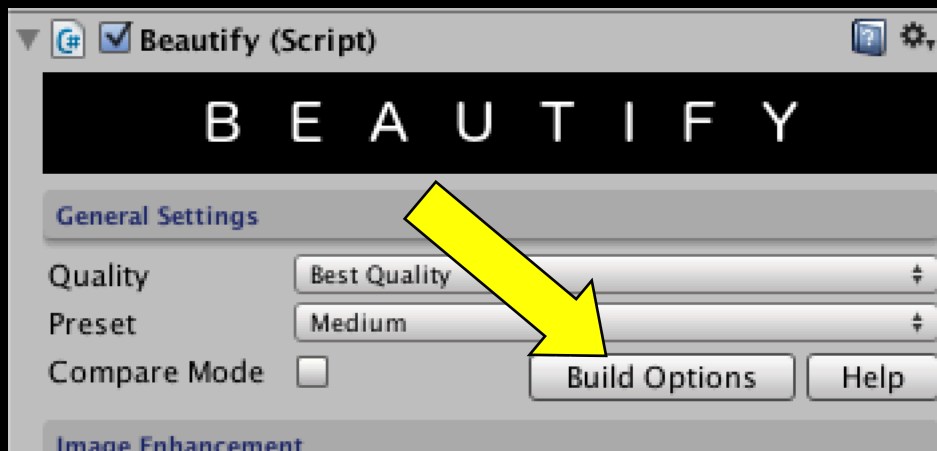 Beautify (Script)
BEAUTIFY
General Settings
Quality Best Quality
Preset Medium
Compare Mode Build Options Help
Image Enhancement